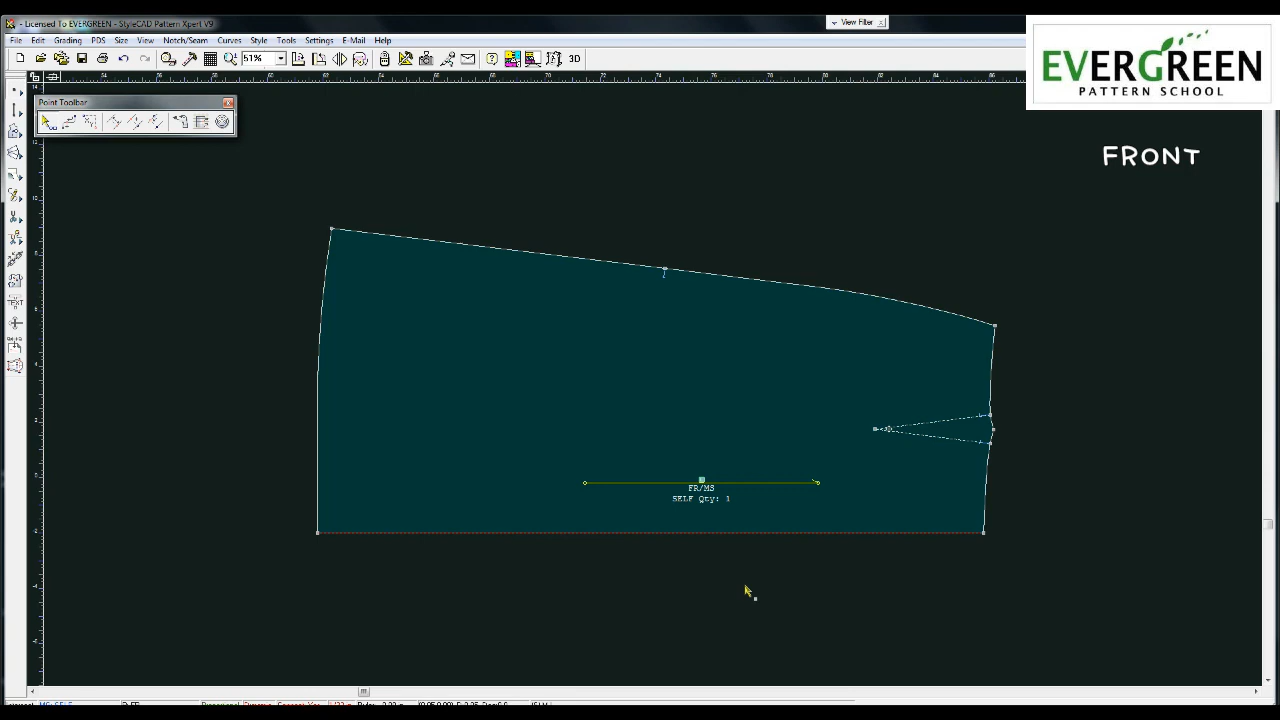 - Licensed To EVERGREEN - StyleCAD Pattern Xpert V9
View Filter
File Edit Grading PDS Size View Notch/Seam Curves Style Tools Settings E-Mail Help
51%
3D
EVERGREEN
PATTERN SCHOOL
Point Toolbar
FRONT
TEXT
FR/MS
SELF Qty: 1